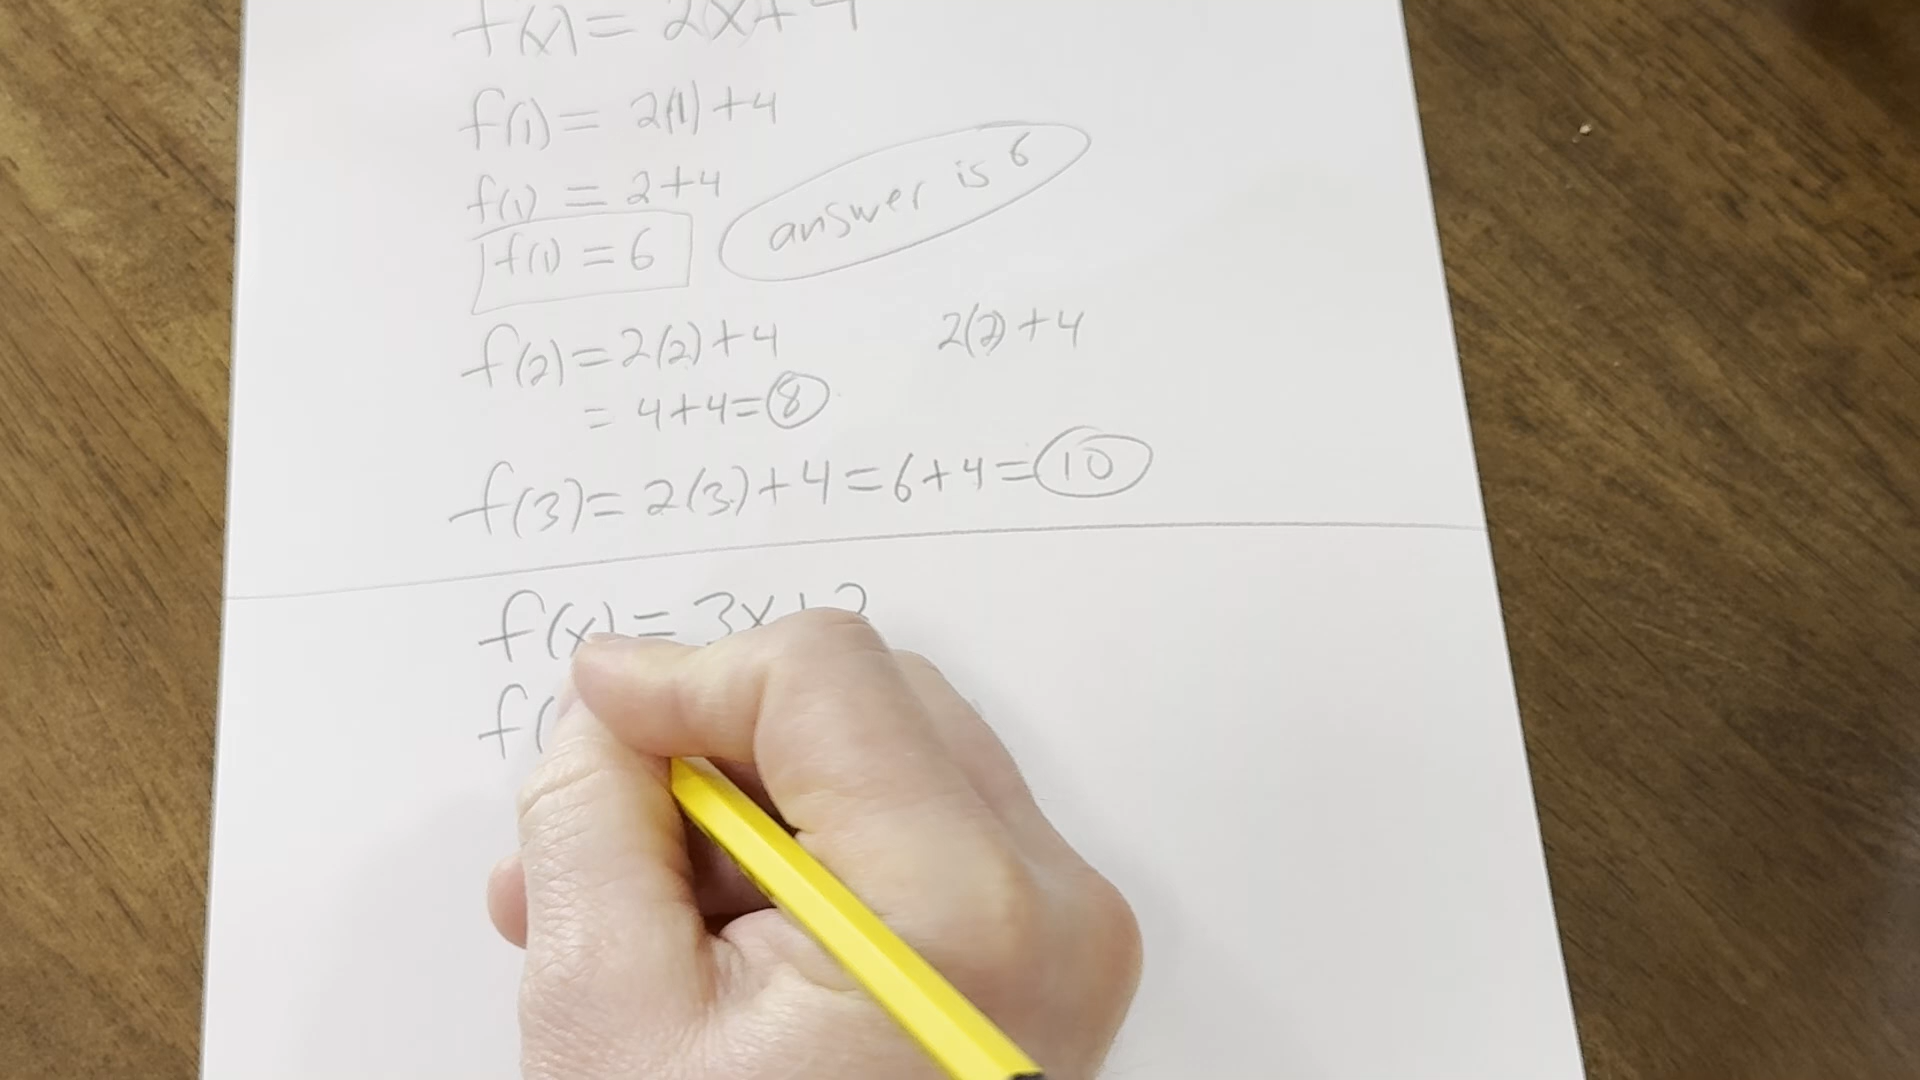 f(x) = 2x + 4
f(1) = 2(1) + 4
f(1) = 2 + 4
f(1) = 6
answer is 6
f(2) = 2(2) + 4
2(2) + 4
= 4 + 4 = 8
f(3) = 2(3) + 4 = 6 + 4 = 10
f(x) = 3x + 2
f(